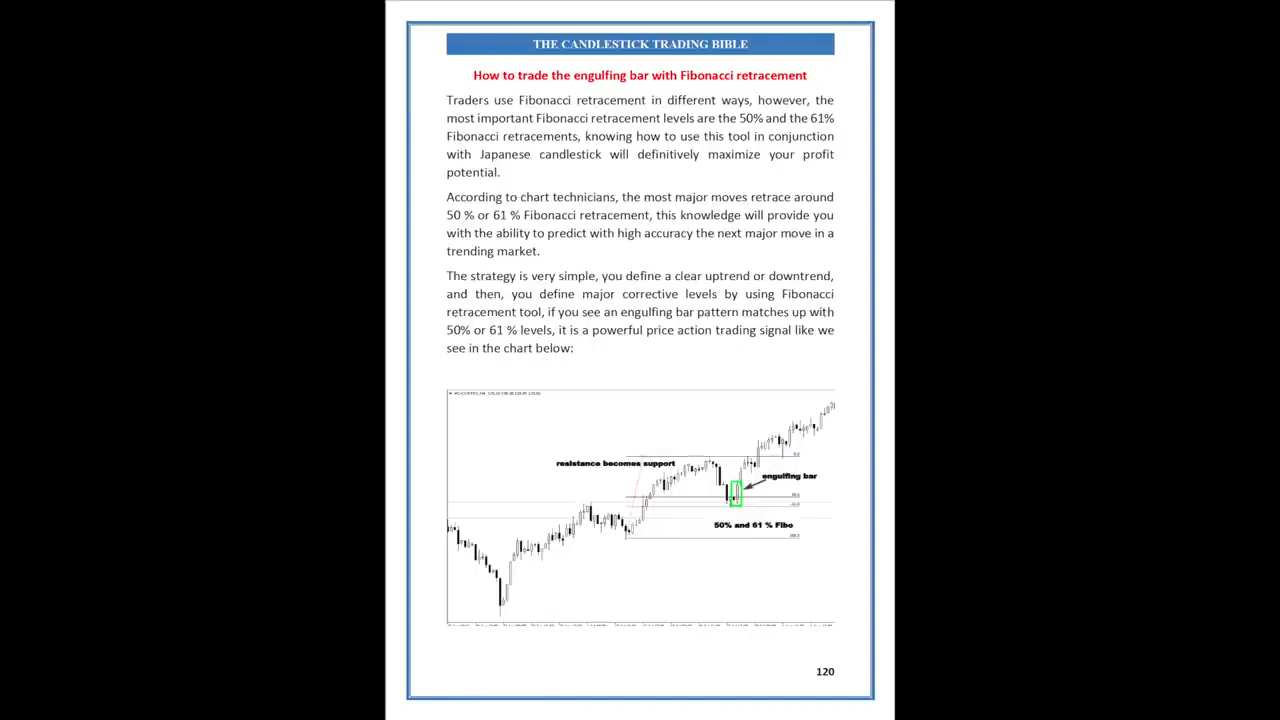 THE CANDLESTICK TRADING BIBLE
How to trade the engulfing bar with Fibonacci retracement
Traders use Fibonacci retracement in different ways, however, the
most important Fibonacci retracement levels are the 50% and the 61%
Fibonacci retracements, knowing how to use this tool in conjunction
with Japanese candlestick will definitively maximize your profit
potential.
According to chart technicians, the most major moves retrace around
50 % or 61 % Fibonacci retracement, this knowledge will provide you
with the ability to predict with high accuracy the next major move in a
trending market.
The strategy is very simple, you define a clear uptrend or downtrend,
and then, you define major corrective levels by using Fibonacci
retracement tool, if you see an engulfing bar pattern matches up with
50% or 61 % levels, it is a powerful price action trading signal like we
see in the chart below:
resistance becomes support
engulfing bar
50% and 61 % Fibo
100.0
120